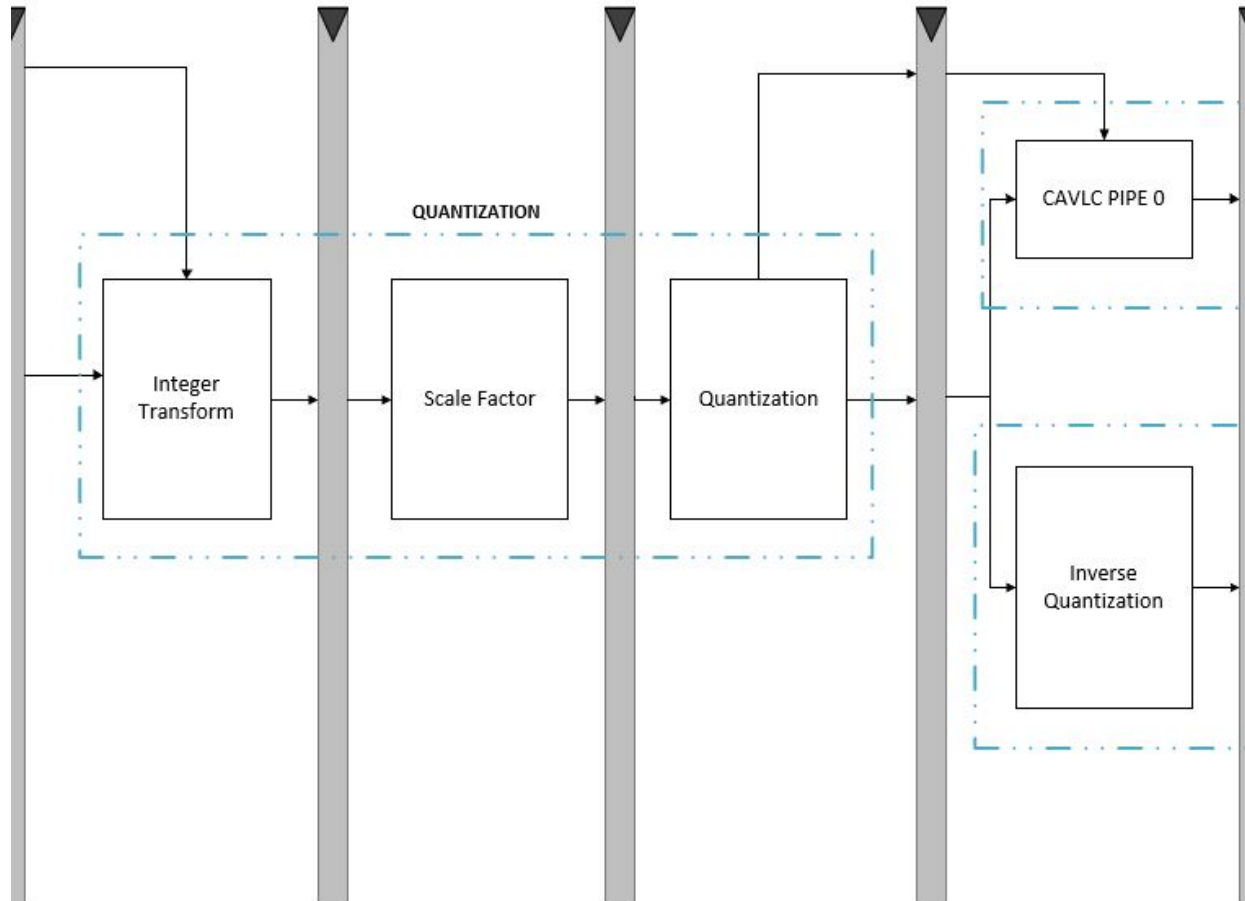 QUANTIZATION
Integer
Transform
Scale Factor
Quantization
CAVLC PIPE 0
Inverse
Quantization